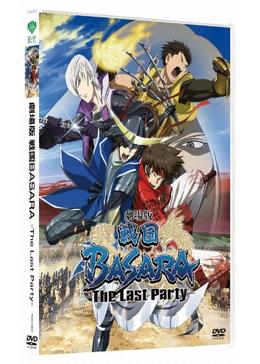 劇場版 戦国BASARA -The Last Party-
DVD
劇場版
戦国
BASARA
-The Last Party-
DVD